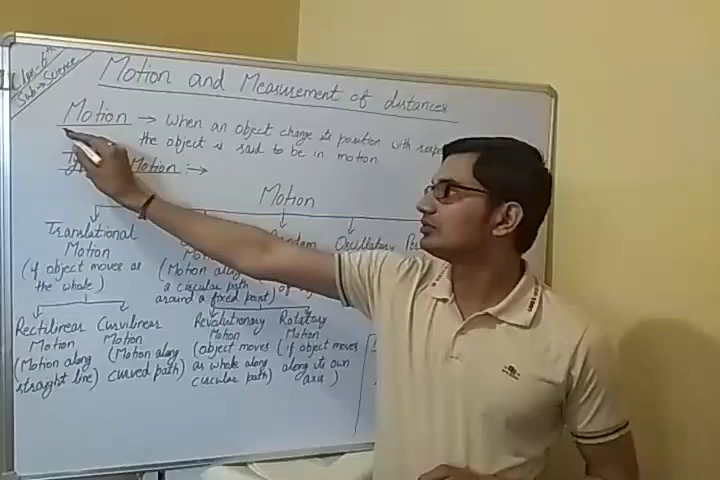 Class-6th
Sub→Science
Motion and Measurement of distances
Motion → When an object change its position with
the object is said to be in motion
Motion :→
Motion
Translational
Motion
(if object moves as
the whole)
(Motion along
a circular path
around a fixed point)
Random
Oscillatory
Rectilinear
Motion
(Motion along
straight line)
Curvilinear
Motion
(Motion along
curved path)
Revolutionary
Motion
(object moves
as whole along
circular path)
Rotatory
Motion
(if object moves
along its own
axis)